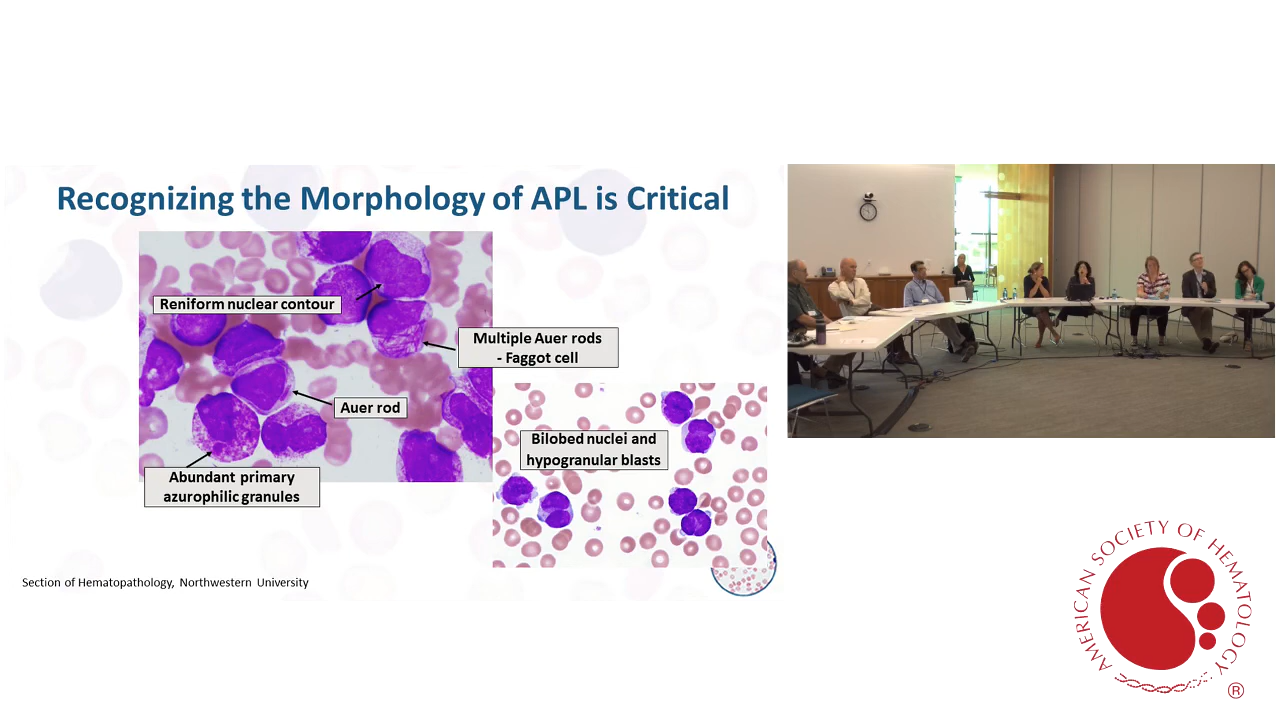 Recognizing the Morphology of APL is Critical
Reniform nuclear contour
Multiple Auer rods
- Faggot cell
Auer rod
Bilobed nuclei and
hypogranular blasts
Abundant primary
azurophilic granules
Section of Hematopathology, Northwestern University
AMERICAN SOCIETY OF HEMATOLOGY
®